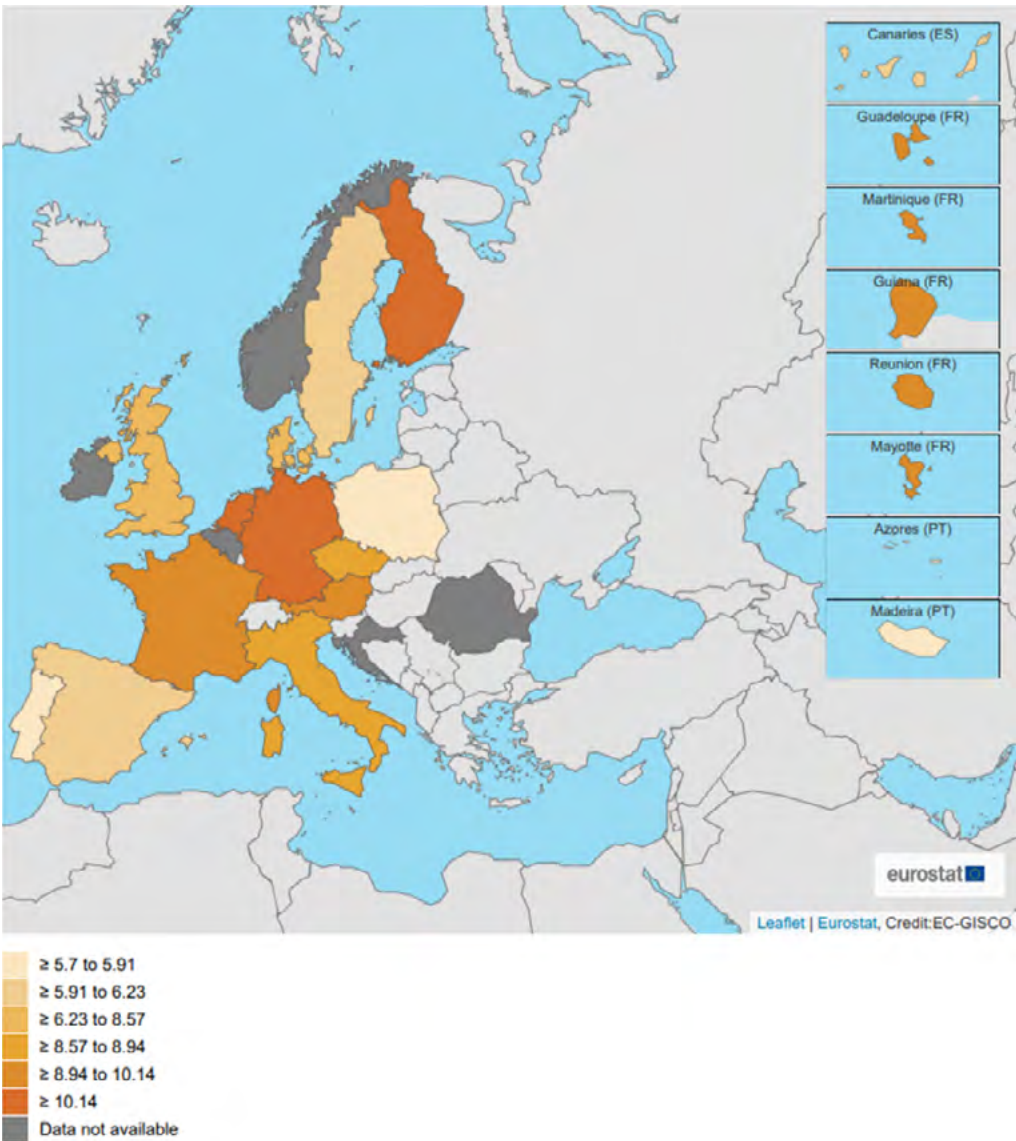 Canaries (ES)
Guadeloupe (FR)
Martinique (FR)
Guiana (FR)
Reunion (FR)
Mayotte (FR)
Azores (PT)
Madeira (PT)
eurostat
Leaflet | Eurostat, Credit:EC-GISCO
≥ 5.7 to 5.91
≥ 5.91 to 6.23
≥ 6.23 to 8.57
≥ 8.57 to 8.94
≥ 8.94 to 10.14
≥ 10.14
Data not available